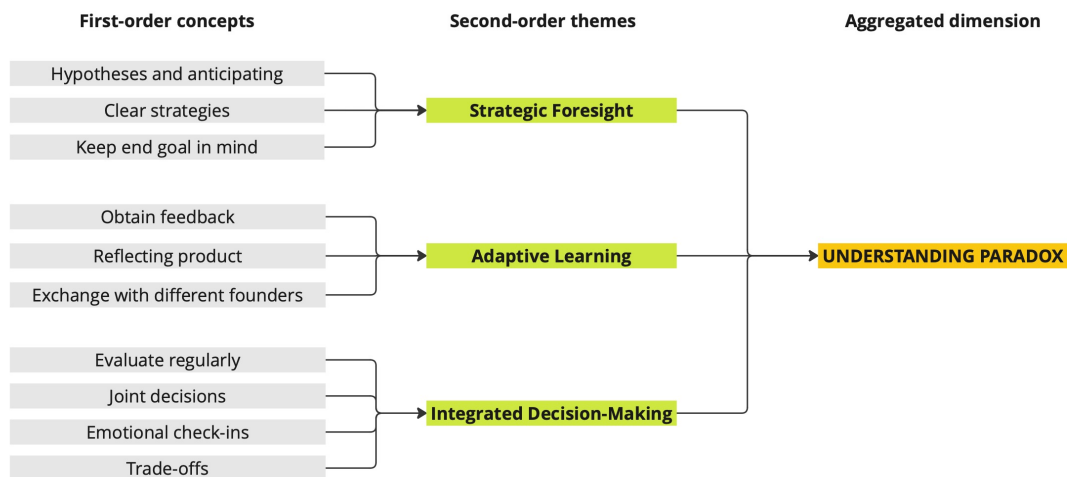 First-order concepts
Second-order themes
Aggregated dimension
Hypotheses and anticipating
Clear strategies
Keep end goal in mind
Strategic Foresight
Obtain feedback
Reflecting product
Exchange with different founders
Adaptive Learning
UNDERSTANDING PARADOX
Evaluate regularly
Joint decisions
Emotional check-ins
Trade-offs
Integrated Decision-Making